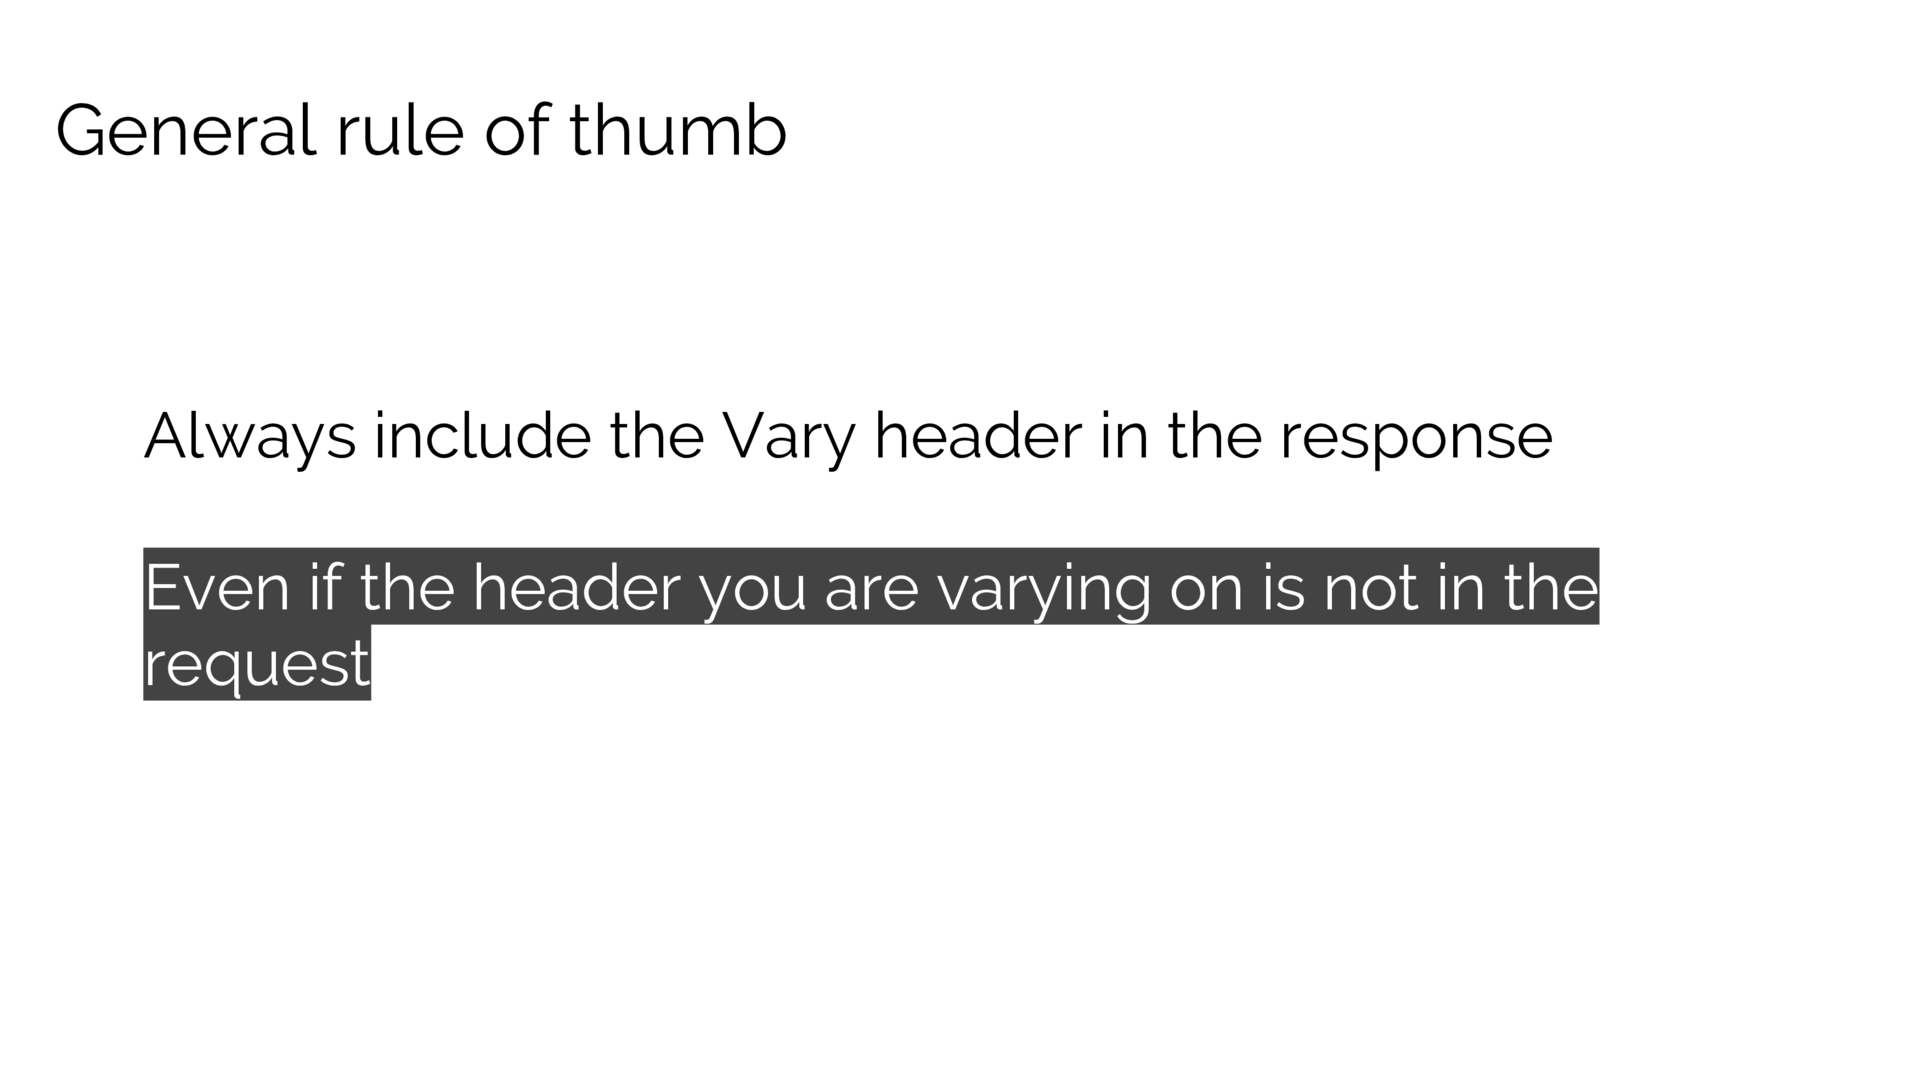 General rule of thumb
Always include the Vary header in the response
Even if the header you are varying on is not in the
request